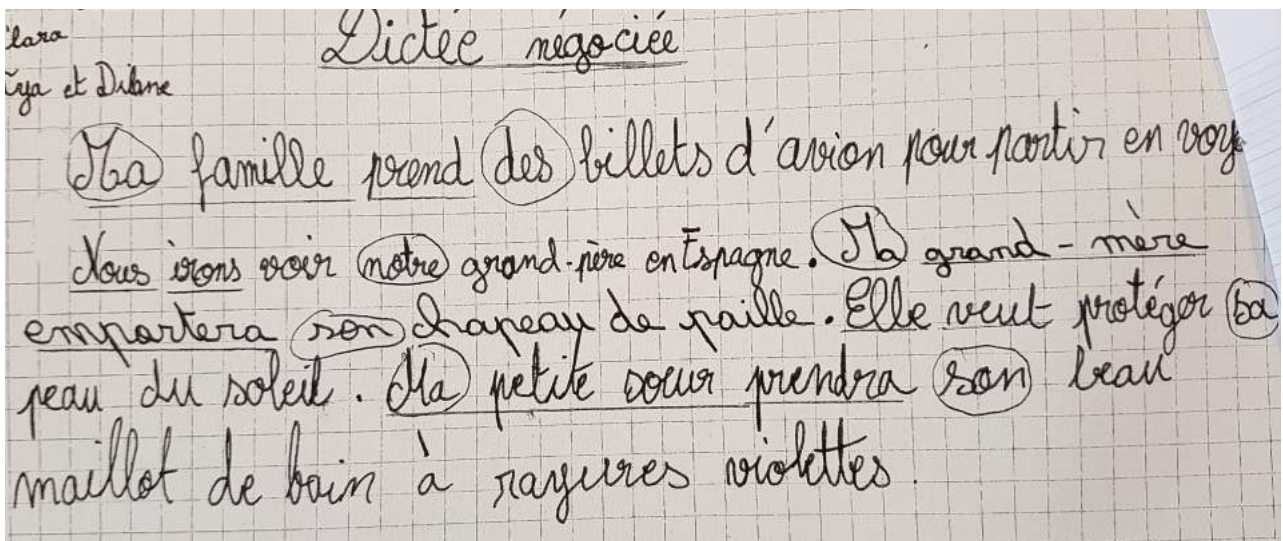 Dictée négociée
et Dilane
Ma famille prend des billets d'avion pour partir en voy
Nous irons voir notre grand-père en Espagne. Ma grand-mère
emportera son chapeau de paille. Elle veut protéger sa
peau du soleil. Ma petite soeur prendra son beau
maillot de bain à rayures violettes.